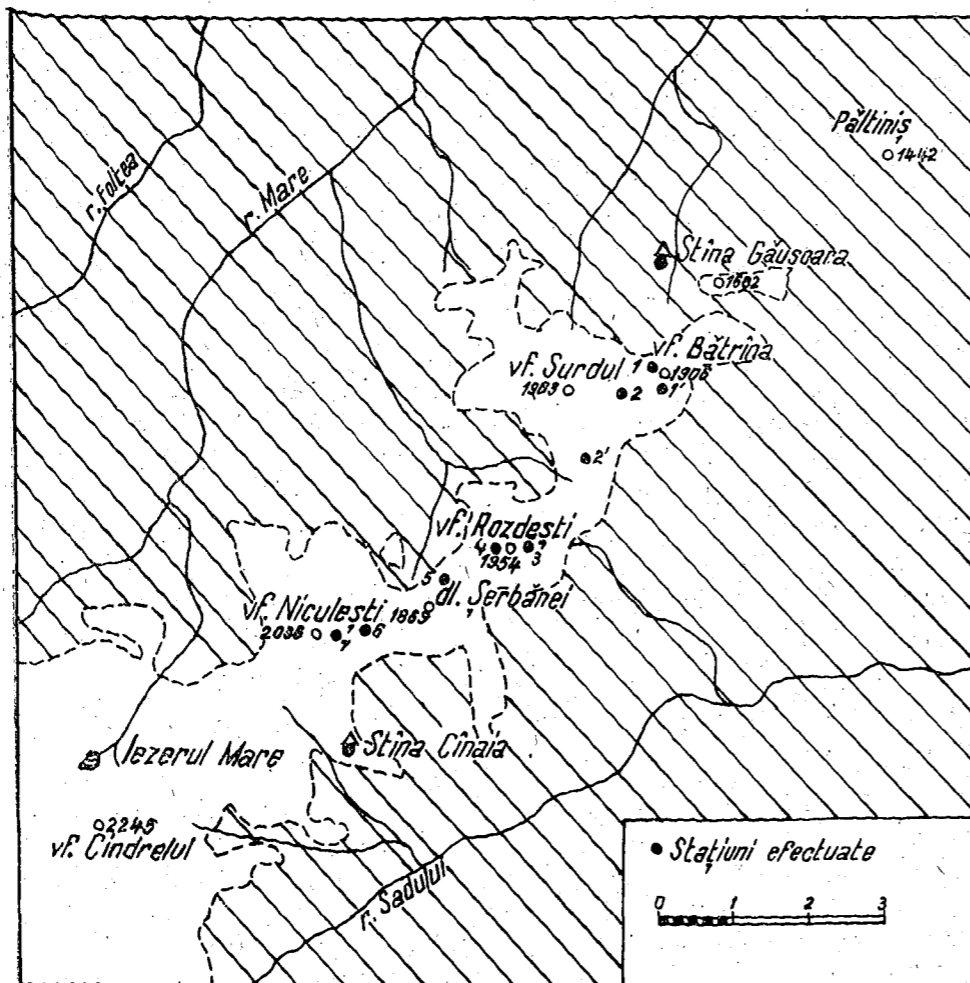 Păltiniș
1442
r. Foltea
r. Mare
Stîna Găușoara
1682
vf. Bătrîna
1
1908
vf. Surdul
1983
2
1'
2'
vf. Rozdești
4
1954
3
5
dl. Șerbănei
1869
vf. Niculești
2036
7
6
Stîna Cînaia
Iezerul Mare
2245
vf. Cindrelul
r. Sadului
Stațiuni efectuate
0 1 2 3